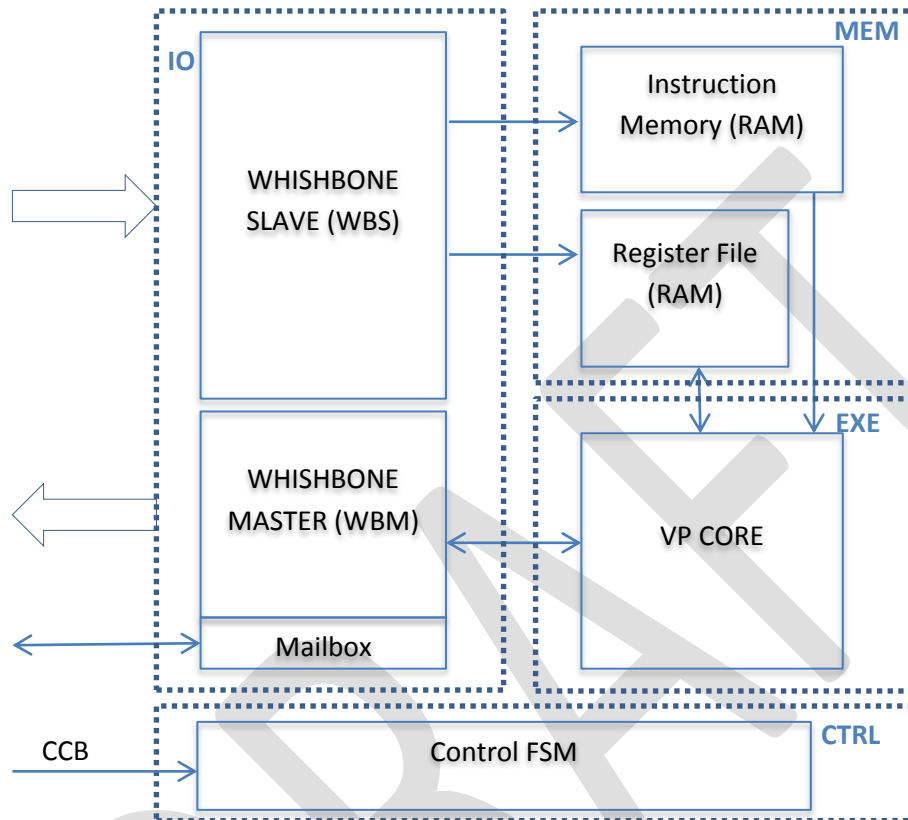 IO
WHISHBONE
SLAVE (WBS)
MEM
Instruction
Memory (RAM)
Register File
(RAM)
WHISHBONE
MASTER (WBM)
Mailbox
EXE
VP CORE
CTRL
CCB
Control FSM
DRAFT